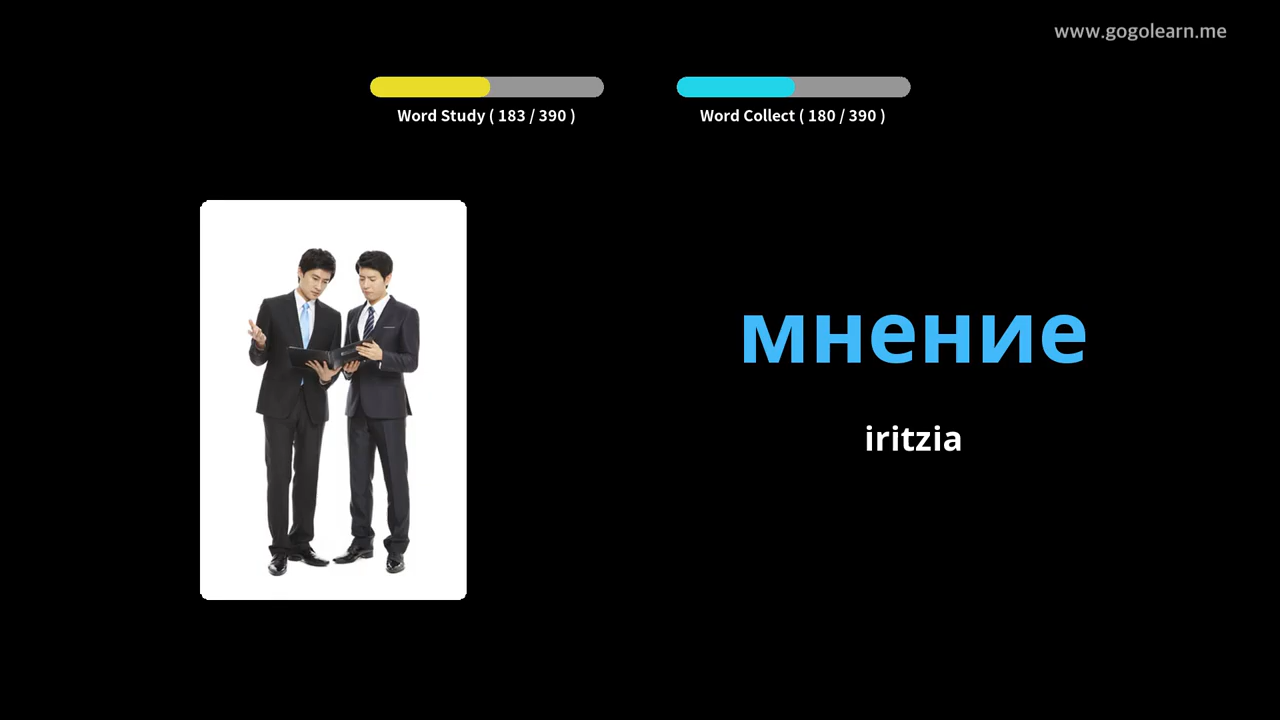 www.gogolearn.me
Word Study ( 183 / 390 )
Word Collect ( 180 / 390 )
мнение
iritzia